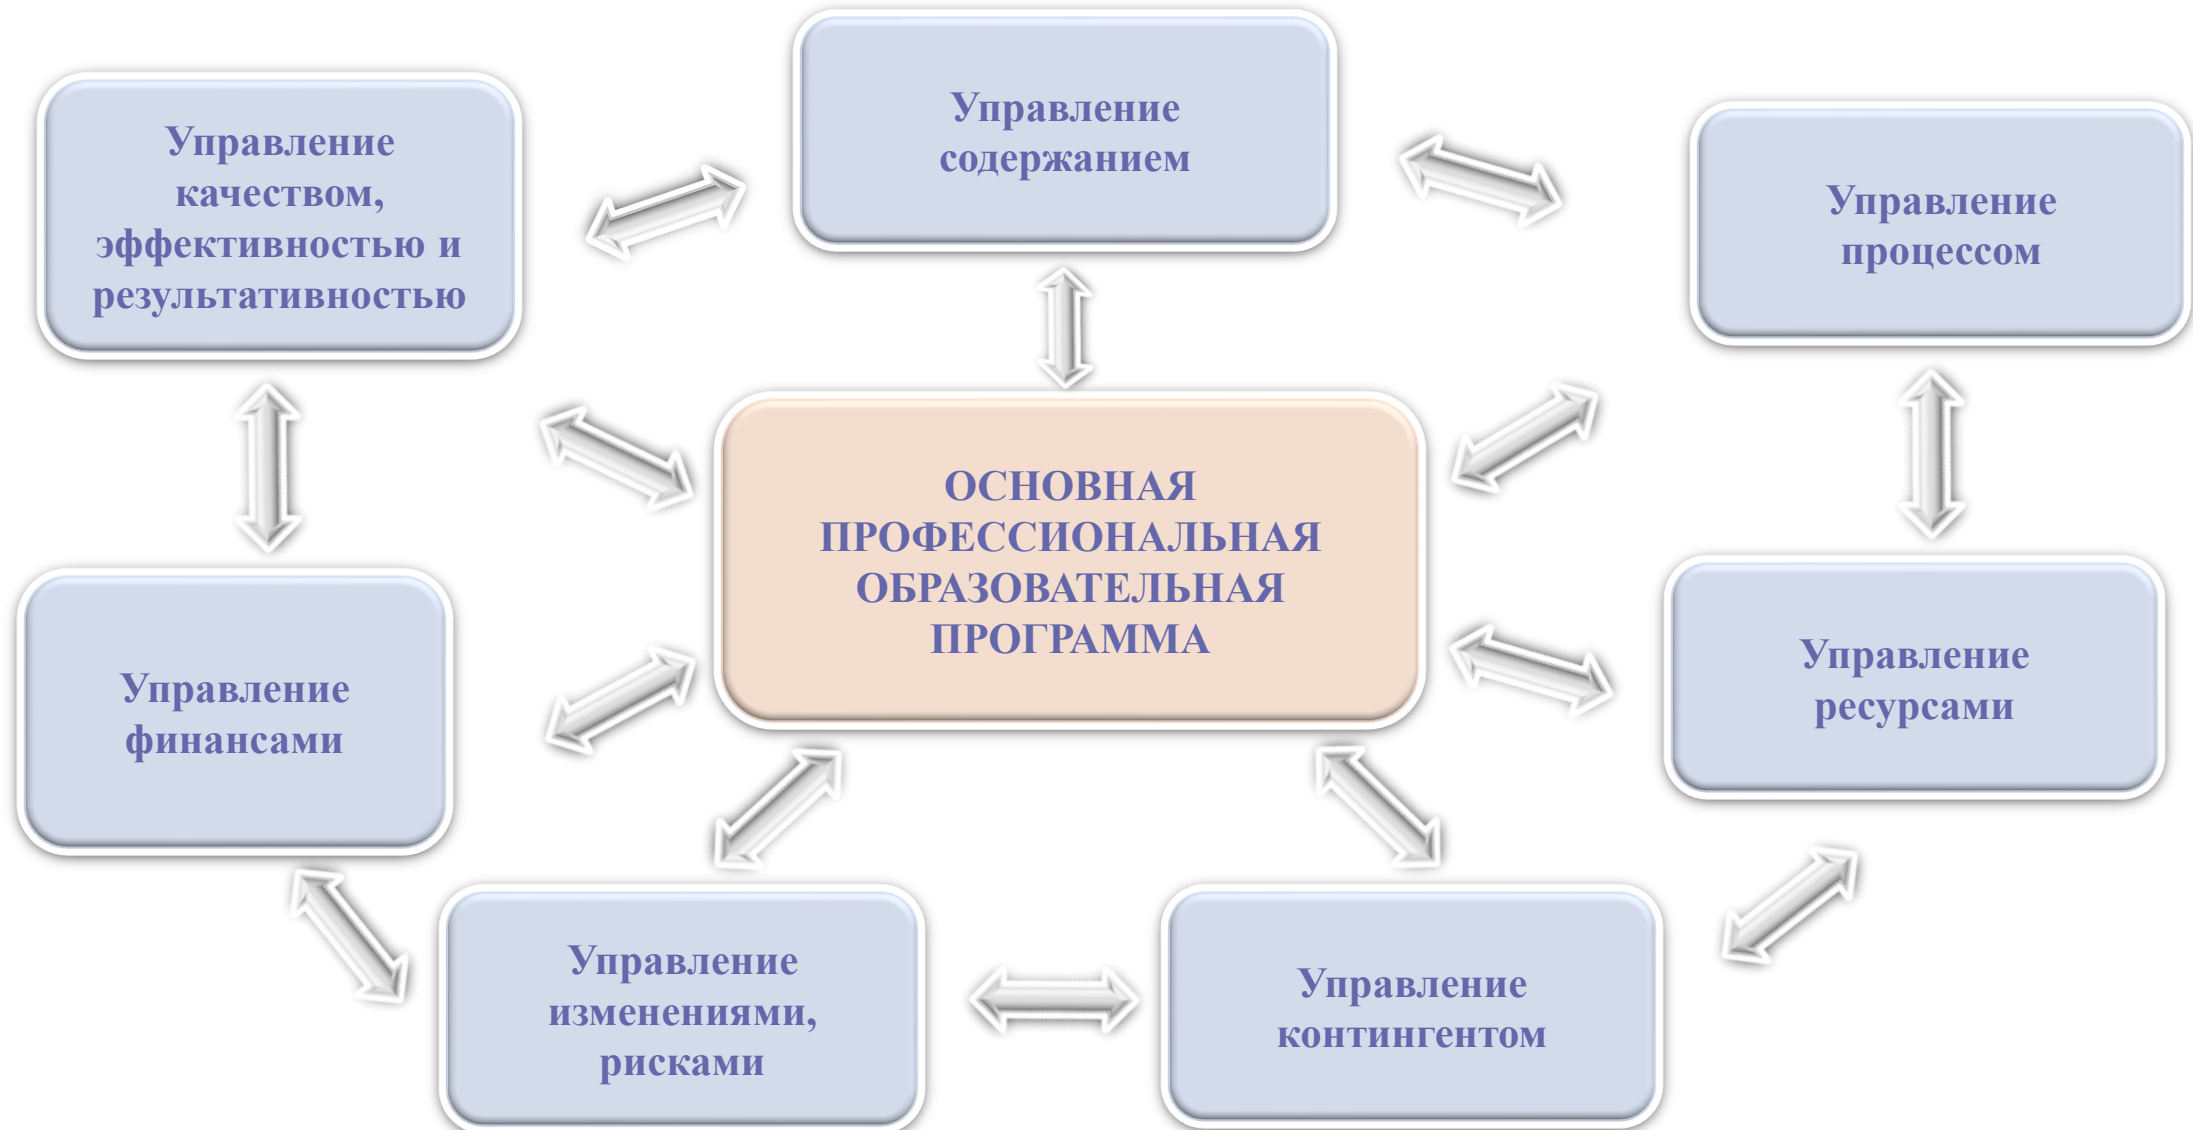 Управление
содержанием
Управление
качеством,
эффективностью и
результативностью
Управление
процессом
ОСНОВНАЯ
ПРОФЕССИОНАЛЬНАЯ
ОБРАЗОВАТЕЛЬНАЯ
ПРОГРАММА
Управление
финансами
Управление
ресурсами
Управление
изменениями,
рисками
Управление
контингентом